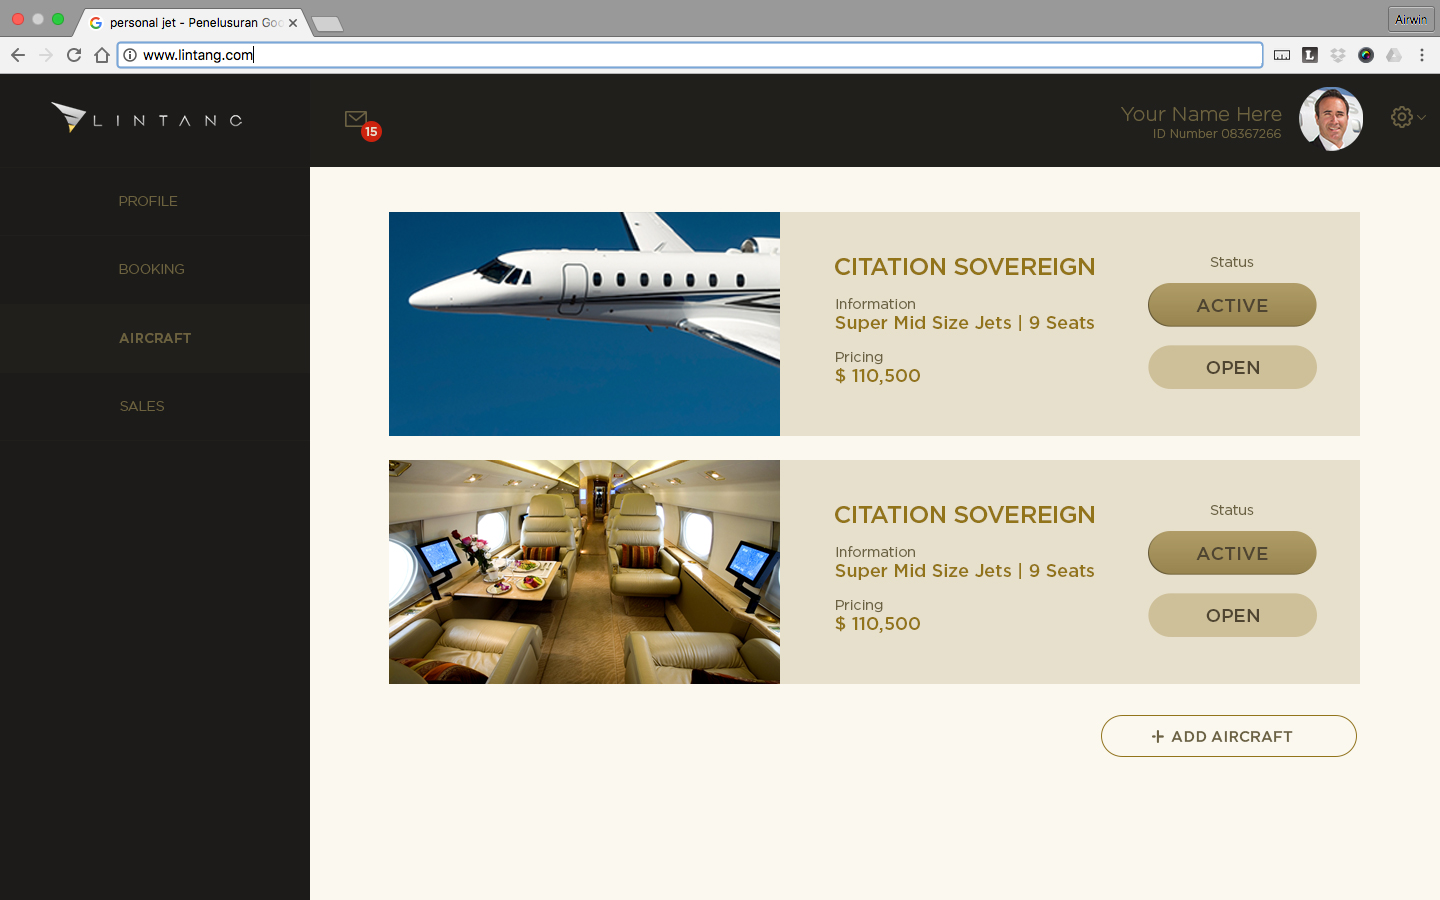 personal jet - Penelusuran Goo
Airwin
www.lintang.com
LINTANG
15
Your Name Here
ID Number 08367266
PROFILE
BOOKING
AIRCRAFT
SALES
CITATION SOVEREIGN
Information
Super Mid Size Jets | 9 Seats
Pricing
$ 110,500
Status
ACTIVE
OPEN
CITATION SOVEREIGN
Information
Super Mid Size Jets | 9 Seats
Pricing
$ 110,500
Status
ACTIVE
OPEN
+ ADD AIRCRAFT